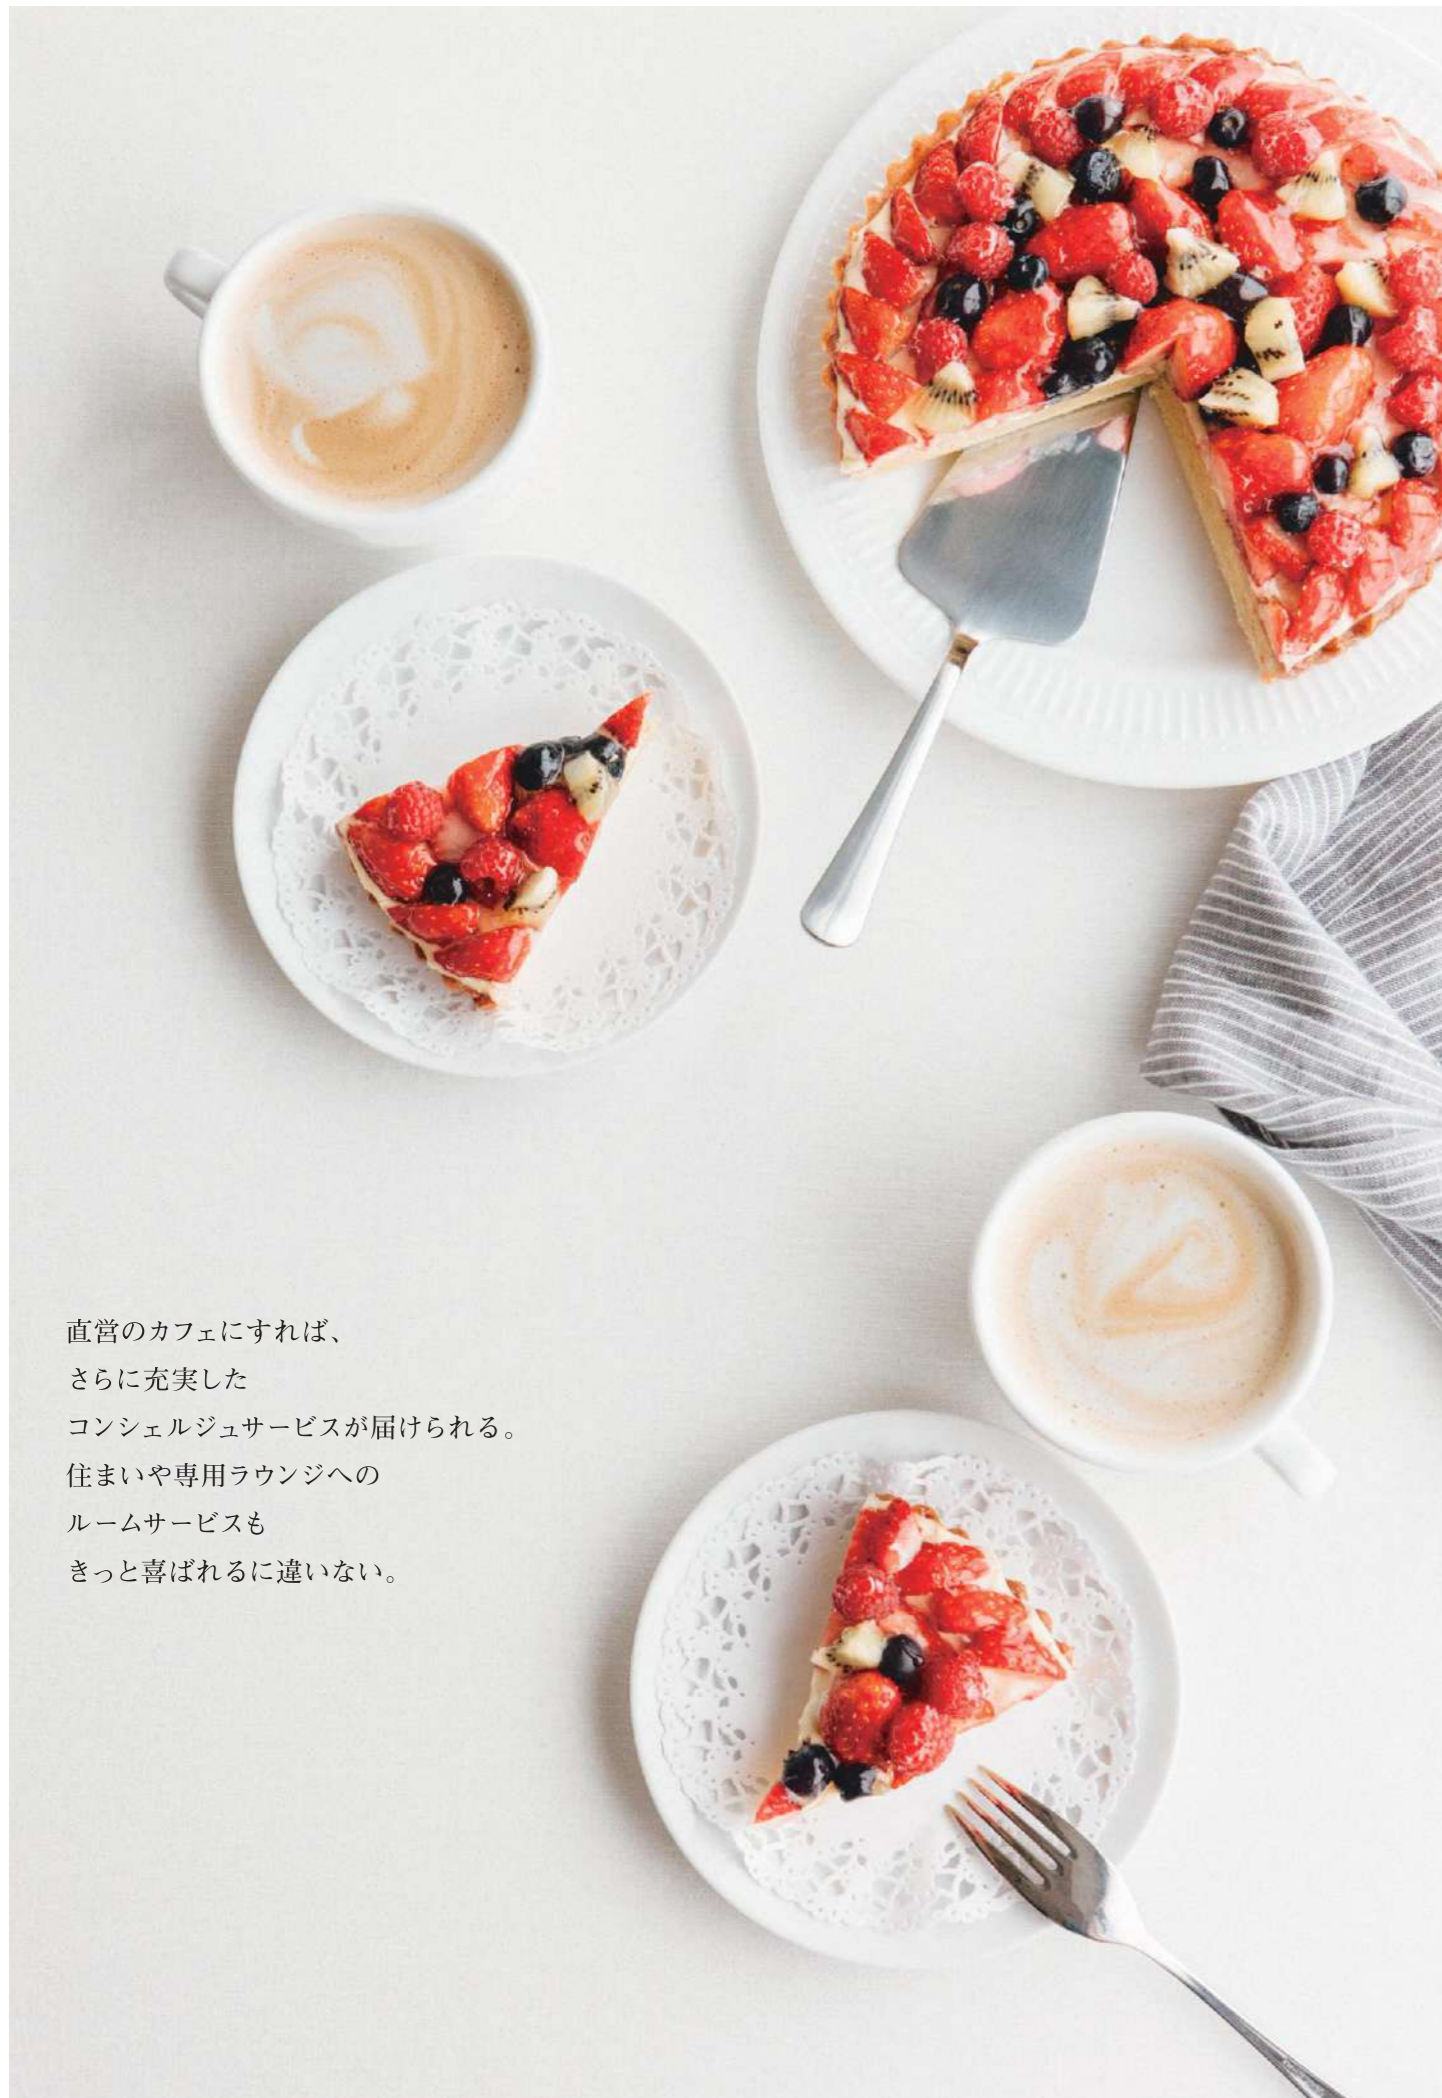 直営のカフェにすれば、
さらに充実した
コンシェルジュサービスが届けられる。
住まいや専用ラウンジへの
ルームサービスも
きっと喜ばれるに違いない。